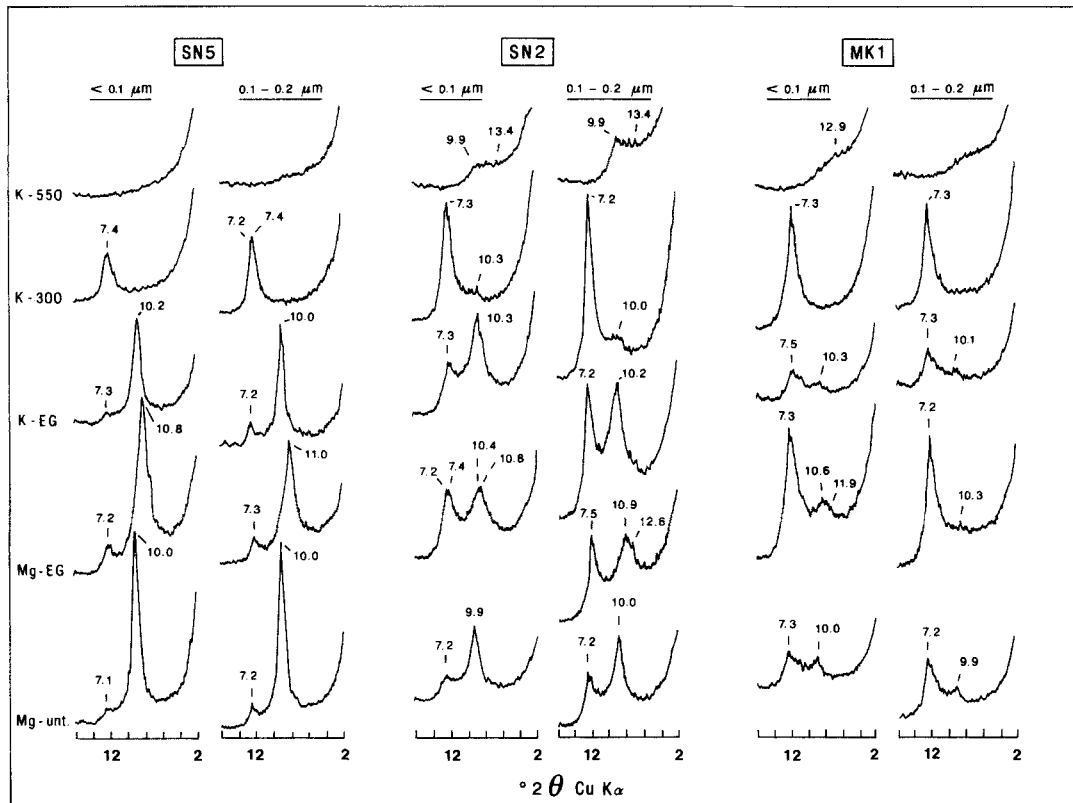 SN5 SN2 MK1
< 0.1 μm 0.1 – 0.2 μm < 0.1 μm 0.1 – 0.2 μm < 0.1 μm 0.1 – 0.2 μm
9.9 13.4 9.9 13.4 12.9
K - 550
7.4 7.2 7.4 7.3 10.3 7.2 10.0 7.3 7.3
K - 300
7.3 10.2 7.2 10.0 7.3 10.3 7.2 10.2 7.5 10.3 7.3 10.1
K - EG
7.2 10.8 7.3 11.0 7.2 7.4 10.4 10.8 7.5 10.9 12.8 7.3 10.6 11.9 7.2 10.3
Mg - EG
7.1 10.0 7.2 10.0 7.2 9.9 7.2 10.0 7.3 10.0 7.2 9.9
Mg - unt.
12 2 12 2 12 2 12 2 12 2 12 2
° 2 θ Cu Kα